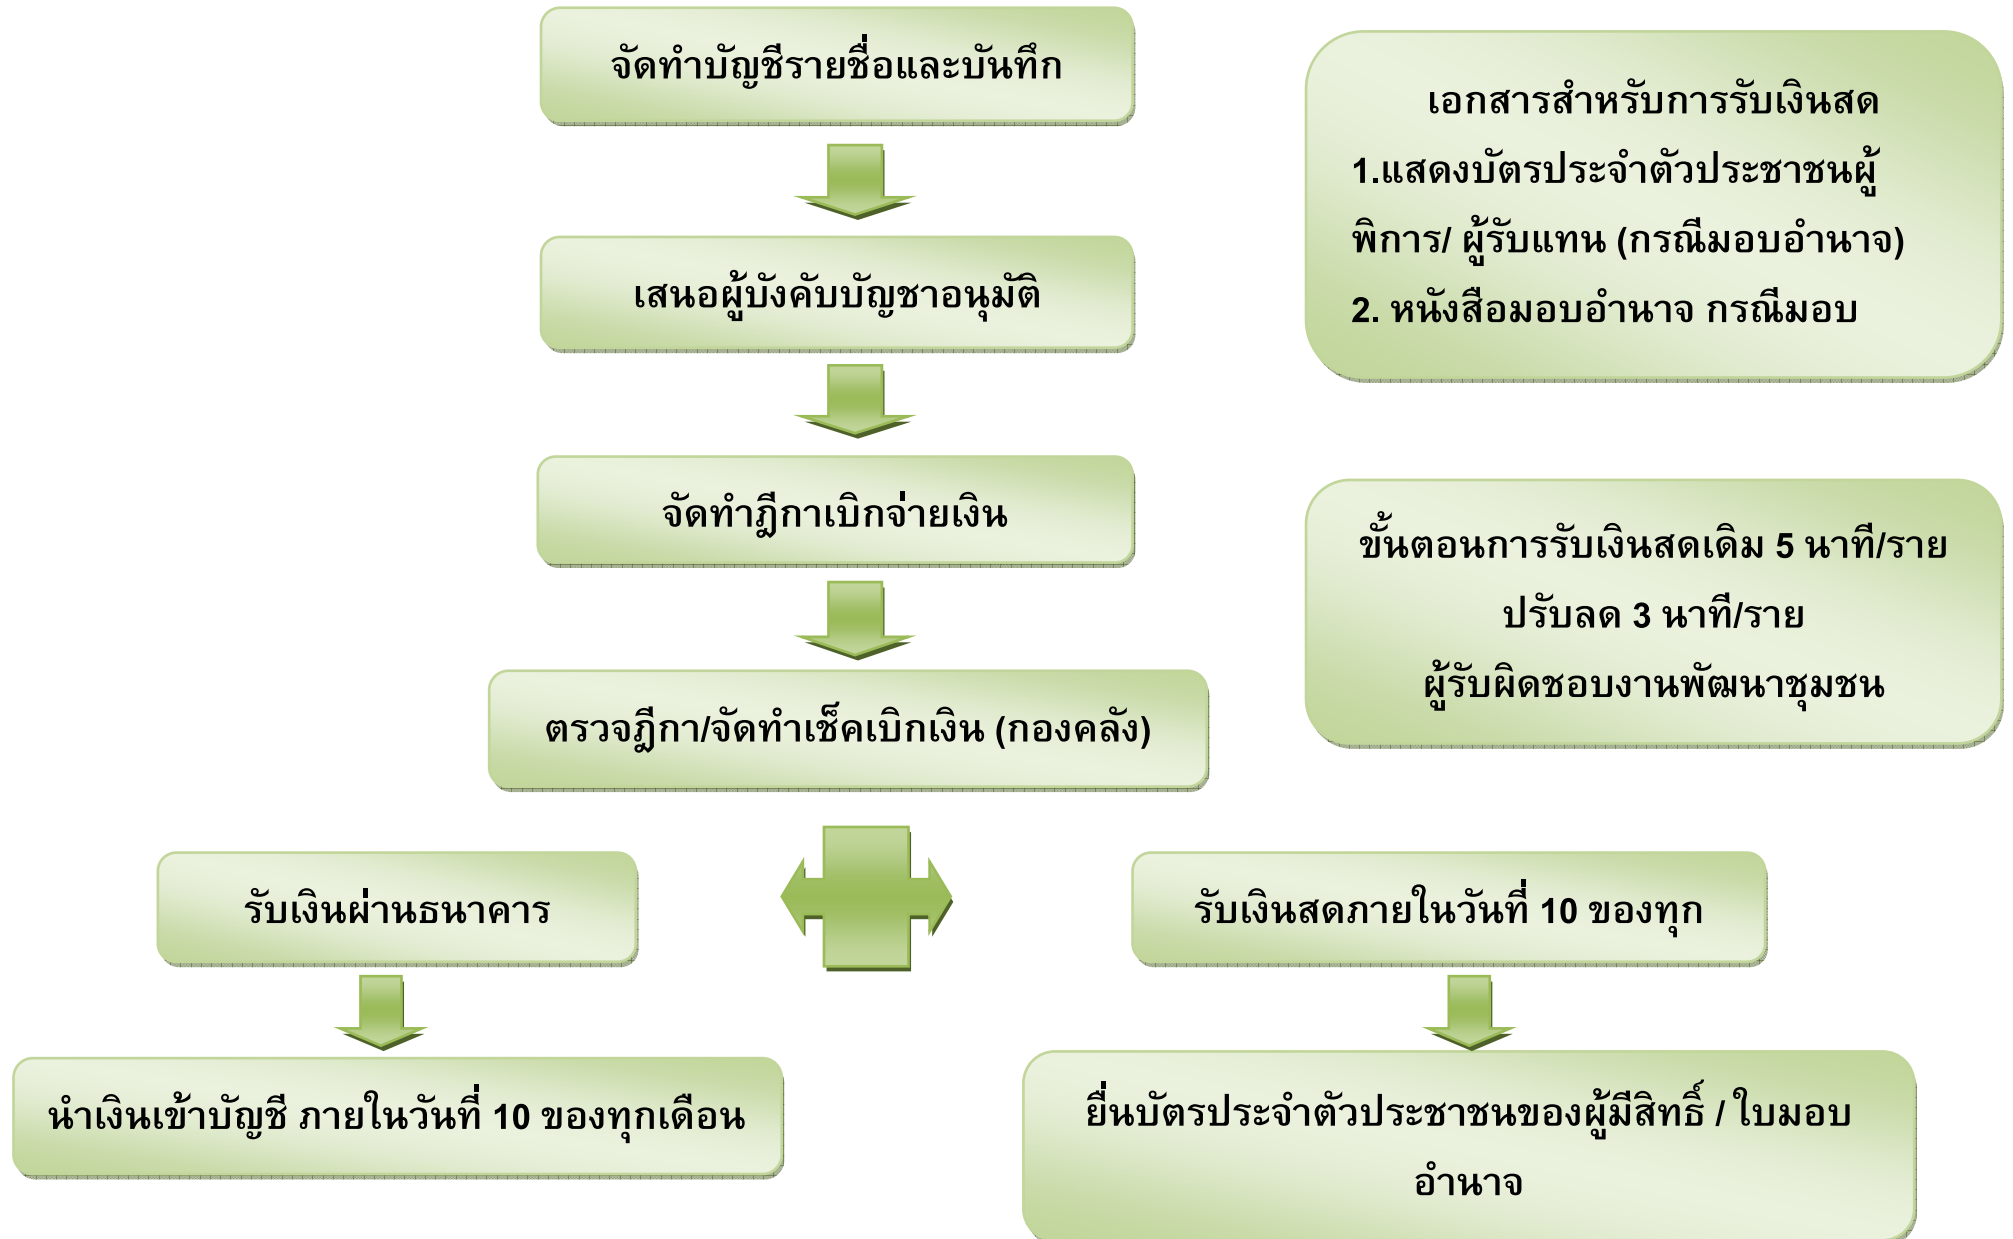 จัดทำบัญชีรายชื่อและบันทึก
เสนอผู้บังคับบัญชาอนุมัติ
จัดทำฎีกาเบิกจ่ายเงิน
ตรวจฎีกา/จัดทำเช็คเบิกเงิน (กองคลัง)
รับเงินผ่านธนาคาร
นำเงินเข้าบัญชี ภายในวันที่ 10 ของทุกเดือน
รับเงินสดภายในวันที่ 10 ของทุก
ยื่นบัตรประจำตัวประชาชนของผู้มีสิทธิ์ / ใบมอบ
อำนาจ
เอกสารสำหรับการรับเงินสด
1.แสดงบัตรประจำตัวประชาชนผู้
พิการ/ ผู้รับแทน (กรณีมอบอำนาจ)
2. หนังสือมอบอำนาจ กรณีมอบ
ขั้นตอนการรับเงินสดเดิม 5 นาที/ราย
ปรับลด 3 นาที/ราย
ผู้รับผิดชอบงานพัฒนาชุมชน